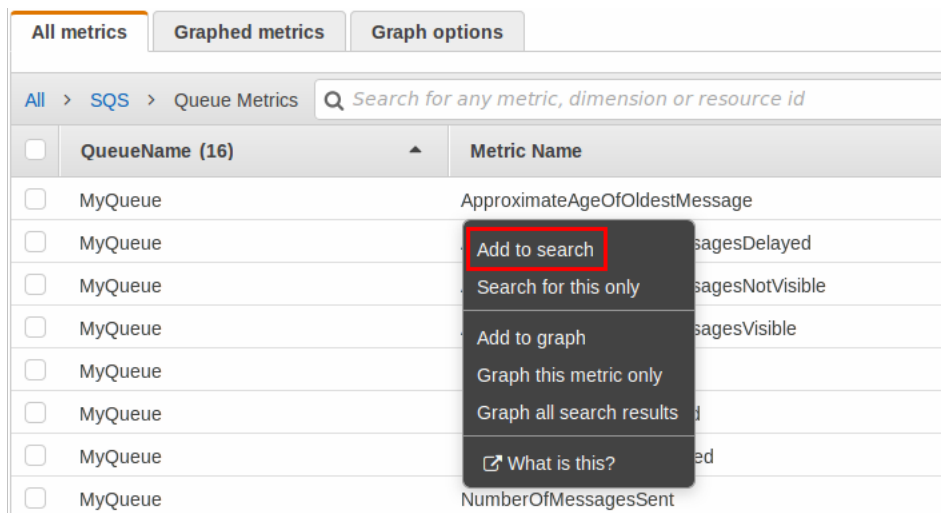 All metrics Graphed metrics Graph options
All > SQS > Queue Metrics Search for any metric, dimension or resource id
QueueName (16) Metric Name
MyQueue ApproximateAgeOfOldestMessage
MyQueue sagesDelayed
Add to search
MyQueue sagesNotVisible
Search for this only
MyQueue sagesVisible
Add to graph
MyQueue
Graph this metric only
MyQueue d
Graph all search results
MyQueue ed
What is this?
MyQueue NumberOfMessagesSent